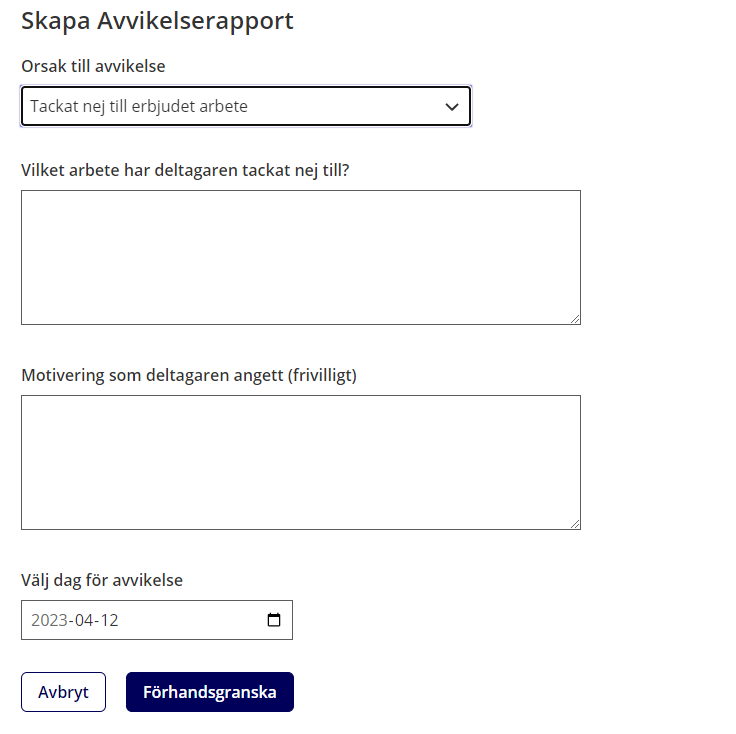 Skapa Avvikelserapport
Orsak till avvikelse
Tackat nej till erbjudet arbete
Vilket arbete har deltagaren tackat nej till?
Motivering som deltagaren angett (frivilligt)
Välj dag för avvikelse
2023-04-12
Avbryt Förhandsgranska